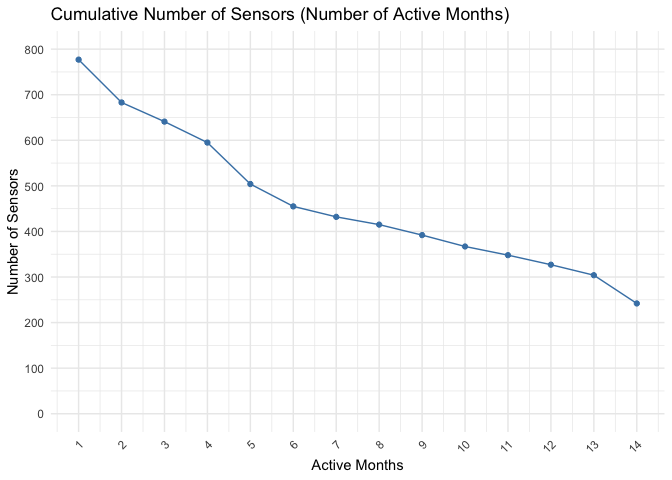 Cumulative Number of Sensors (Number of Active Months)
800
700
600
500
400
300
200
100
0
Number of Sensors
1 2 3 4 5 6 7 8 9 10 11 12 13 14
Active Months